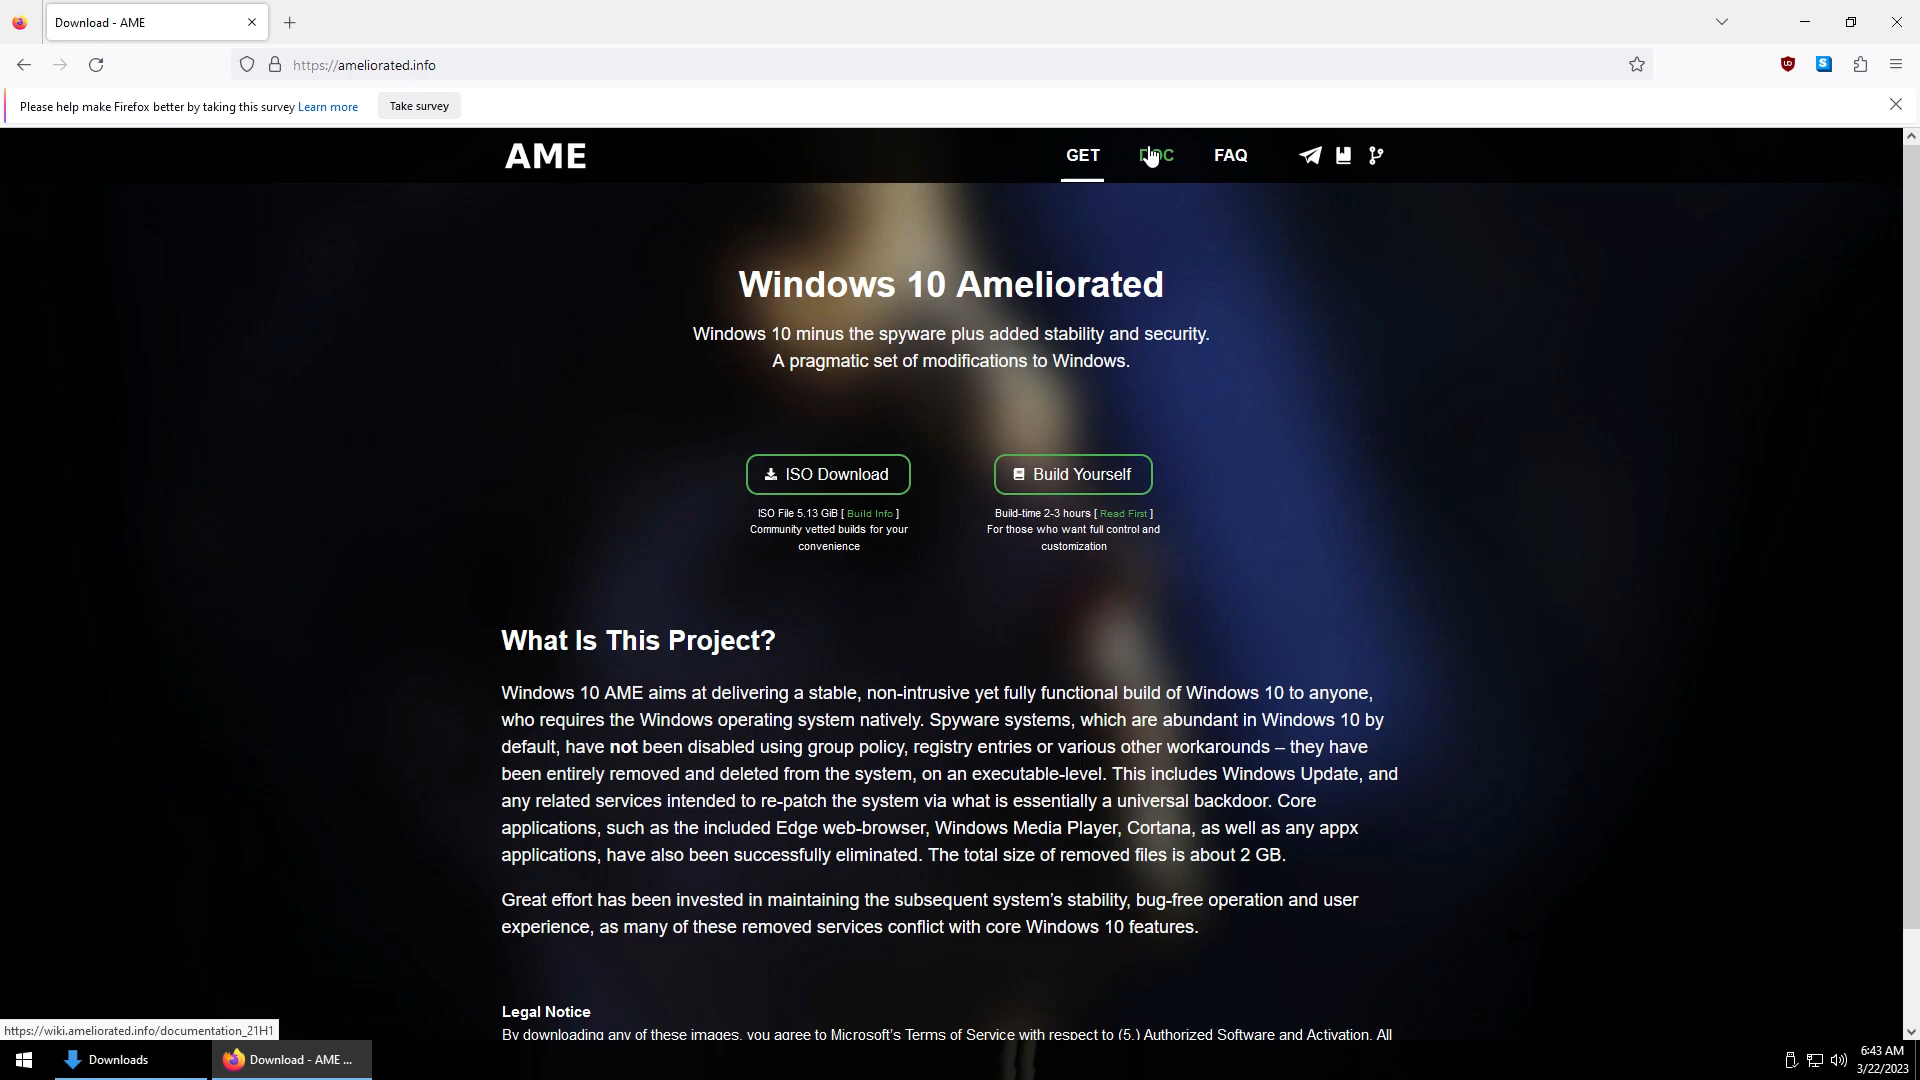 Download - AME
https://ameliorated.info
Please help make Firefox better by taking this survey Learn more Take survey
AME GET DOC FAQ
Windows 10 Ameliorated
Windows 10 minus the spyware plus added stability and security.
A pragmatic set of modifications to Windows.
ISO Download
ISO File 5.13 GiB [ Build Info ]
Community vetted builds for your
convenience
Build Yourself
Build-time 2-3 hours [ Read First ]
For those who want full control and
customization
What Is This Project?
Windows 10 AME aims at delivering a stable, non-intrusive yet fully functional build of Windows 10 to anyone,
who requires the Windows operating system natively. Spyware systems, which are abundant in Windows 10 by
default, have not been disabled using group policy, registry entries or various other workarounds – they have
been entirely removed and deleted from the system, on an executable-level. This includes Windows Update, and
any related services intended to re-patch the system via what is essentially a universal backdoor. Core
applications, such as the included Edge web-browser, Windows Media Player, Cortana, as well as any appx
applications, have also been successfully eliminated. The total size of removed files is about 2 GB.
Great effort has been invested in maintaining the subsequent system's stability, bug-free operation and user
experience, as many of these removed services conflict with core Windows 10 features.
Legal Notice
By downloading any of these images, you agree to Microsoft's Terms of Service with respect to (5.) Authorized Software and Activation. All
https://wiki.ameliorated.info/documentation_21H1
Downloads
Download - AME ...
6:43 AM
3/22/2023